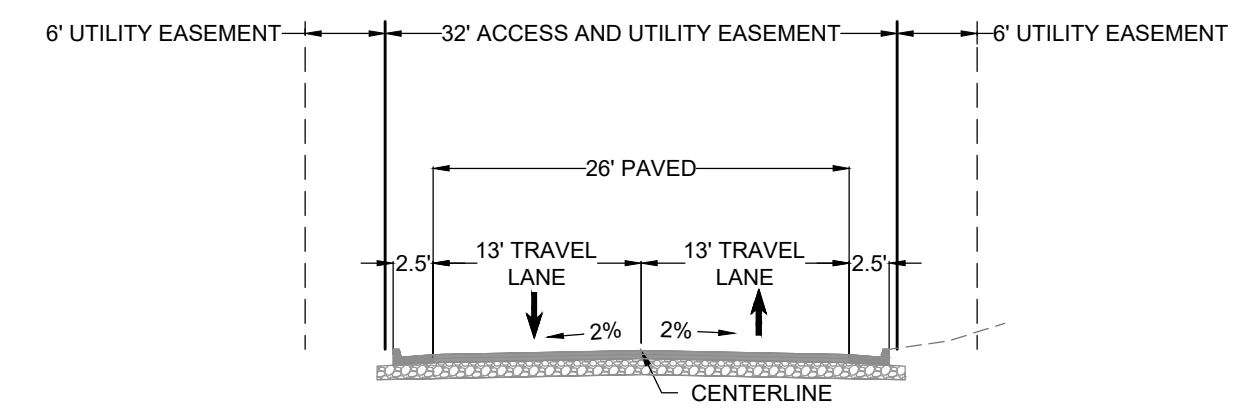 6' UTILITY EASEMENT 32' ACCESS AND UTILITY EASEMENT 6' UTILITY EASEMENT
26' PAVED
2.5' 13' TRAVEL LANE 13' TRAVEL LANE 2.5'
2% 2%
CENTERLINE